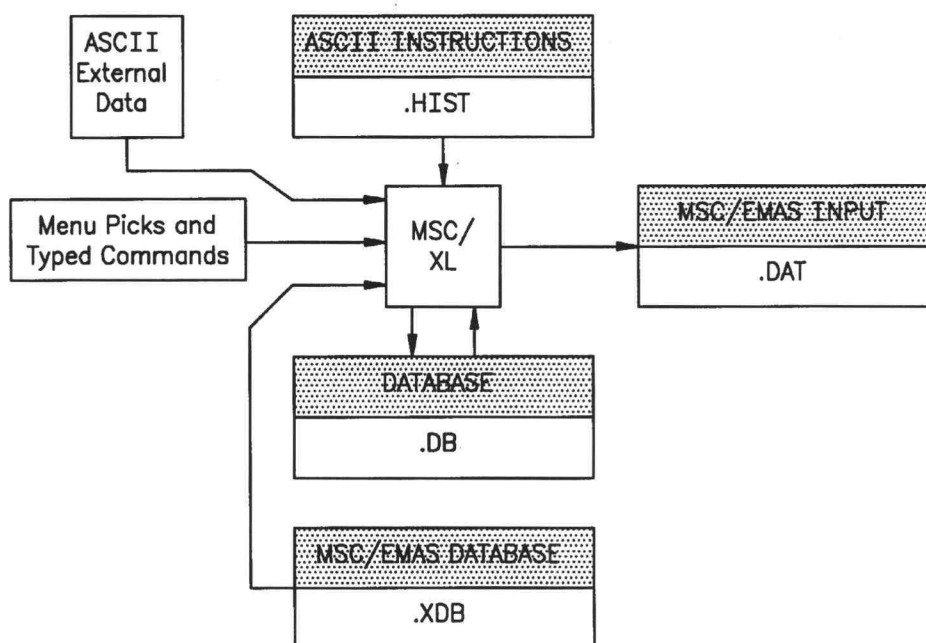 ASCII
External
Data
ASCII INSTRUCTIONS
.HIST
Menu Picks and
Typed Commands
MSC/
XL
MSC/EMAS INPUT
.DAT
DATABASE
.DB
MSC/EMAS DATABASE
.XDB